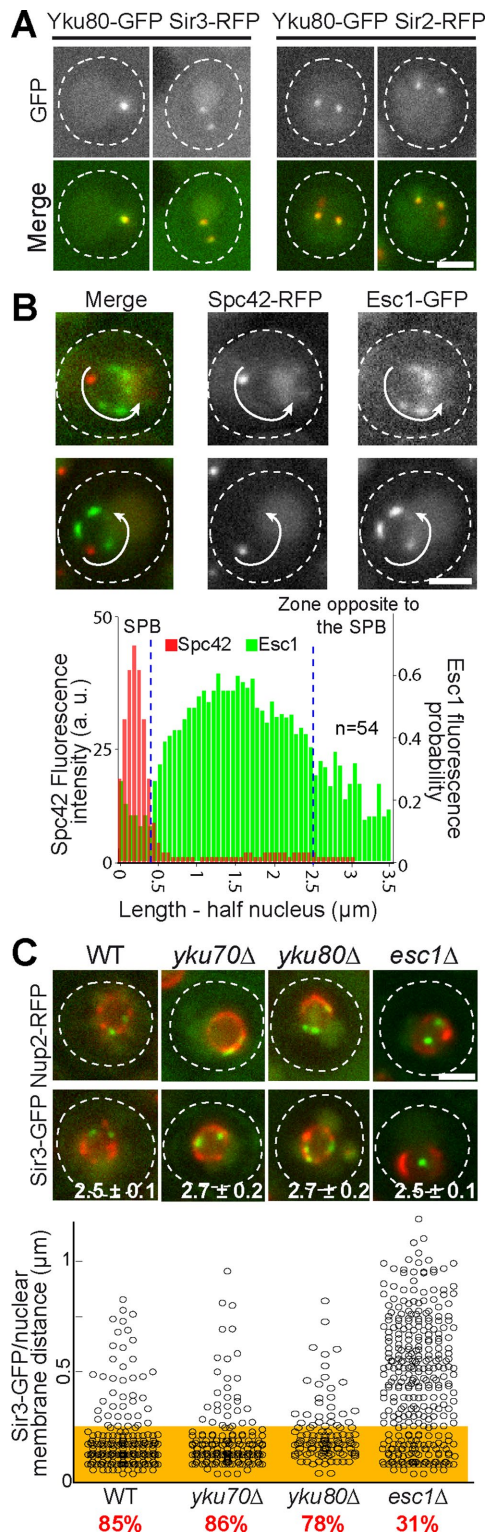 A
Yku80-GFP Sir3-RFP
Yku80-GFP Sir2-RFP
GFP
Merge
B
Merge
Spc42-RFP
Esc1-GFP
Zone opposite to
the SPB
SPB
Spc42
Esc1
n=54
Spc42 Fluorescence
intensity (a. u.)
50
25
0
Esc1 fluorescence
probability
0.6
0.4
0.2
0
0
0.5
1
1.5
2
2.5
3
3.5
Length - half nucleus (µm)
C
WT
yku70Δ
yku80Δ
esc1Δ
Sir3-GFP Nup2-RFP
2.5 ± 0.1
2.7 ± 0.2
2.7 ± 0.2
2.5 ± 0.1
Sir3-GFP/nuclear
membrane distance (µm)
1
0.5
0
WT
yku70Δ
yku80Δ
esc1Δ
85%
86%
78%
31%